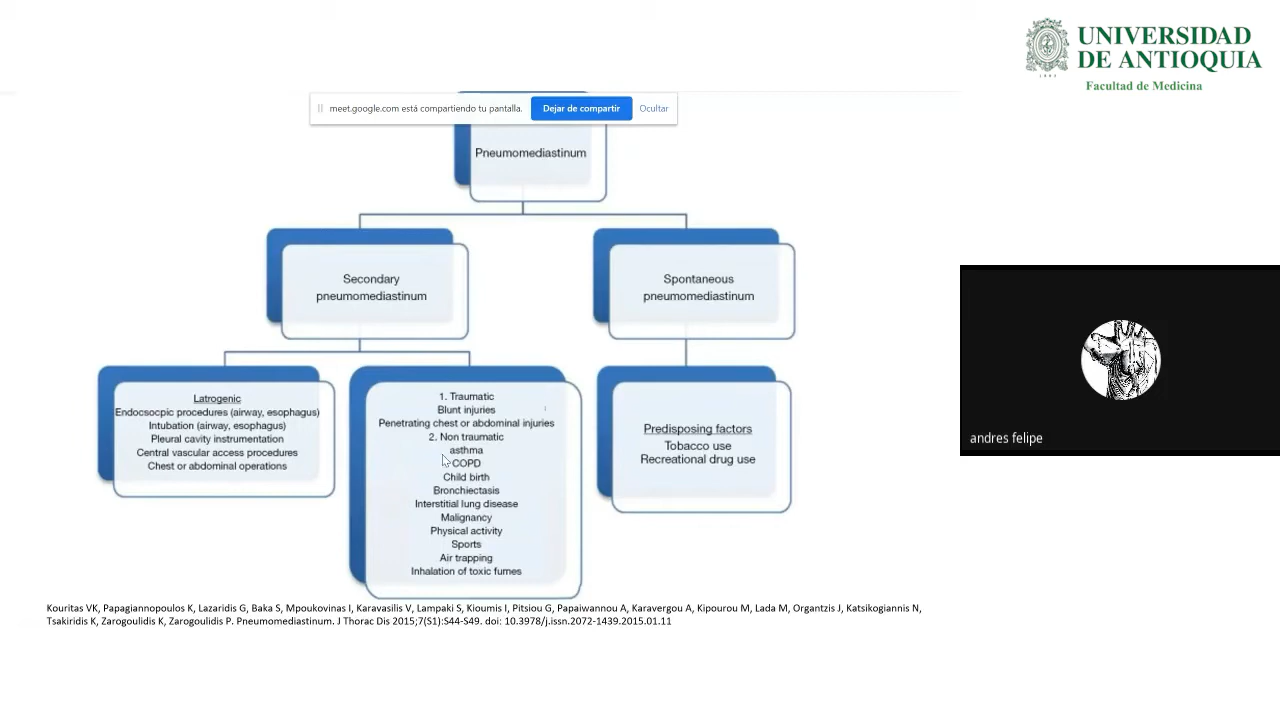 UNIVERSIDAD
DE ANTIOQUIA
1803
Facultad de Medicina
meet.google.com está compartiendo tu pantalla.
Dejar de compartir
Ocultar
Pneumomediastinum
Secondary
pneumomediastinum
Spontaneous
pneumomediastinum
Latrogenic
Endocsocpic procedures (airway, esophagus)
Intubation (airway, esophagus)
Pleural cavity instrumentation
Central vascular access procedures
Chest or abdominal operations
1. Traumatic
Blunt injuries
Penetrating chest or abdominal injuries
2. Non traumatic
asthma
COPD
Child birth
Bronchiectasis
Interstitial lung disease
Malignancy
Physical activity
Sports
Air trapping
Inhalation of toxic fumes
Predisposing factors
Tobacco use
Recreational drug use
andres felipe
Kouritas VK, Papagiannopoulos K, Lazaridis G, Baka S, Mpoukovinas I, Karavasilis V, Lampaki S, Kioumis I, Pitsiou G, Papaiwannou A, Karavergou A, Kipourou M, Lada M, Organtzis J, Katsikogiannis N,
Tsakiridis K, Zarogoulidis K, Zarogoulidis P. Pneumomediastinum. J Thorac Dis 2015;7(S1):S44-S49. doi: 10.3978/j.issn.2072-1439.2015.01.11